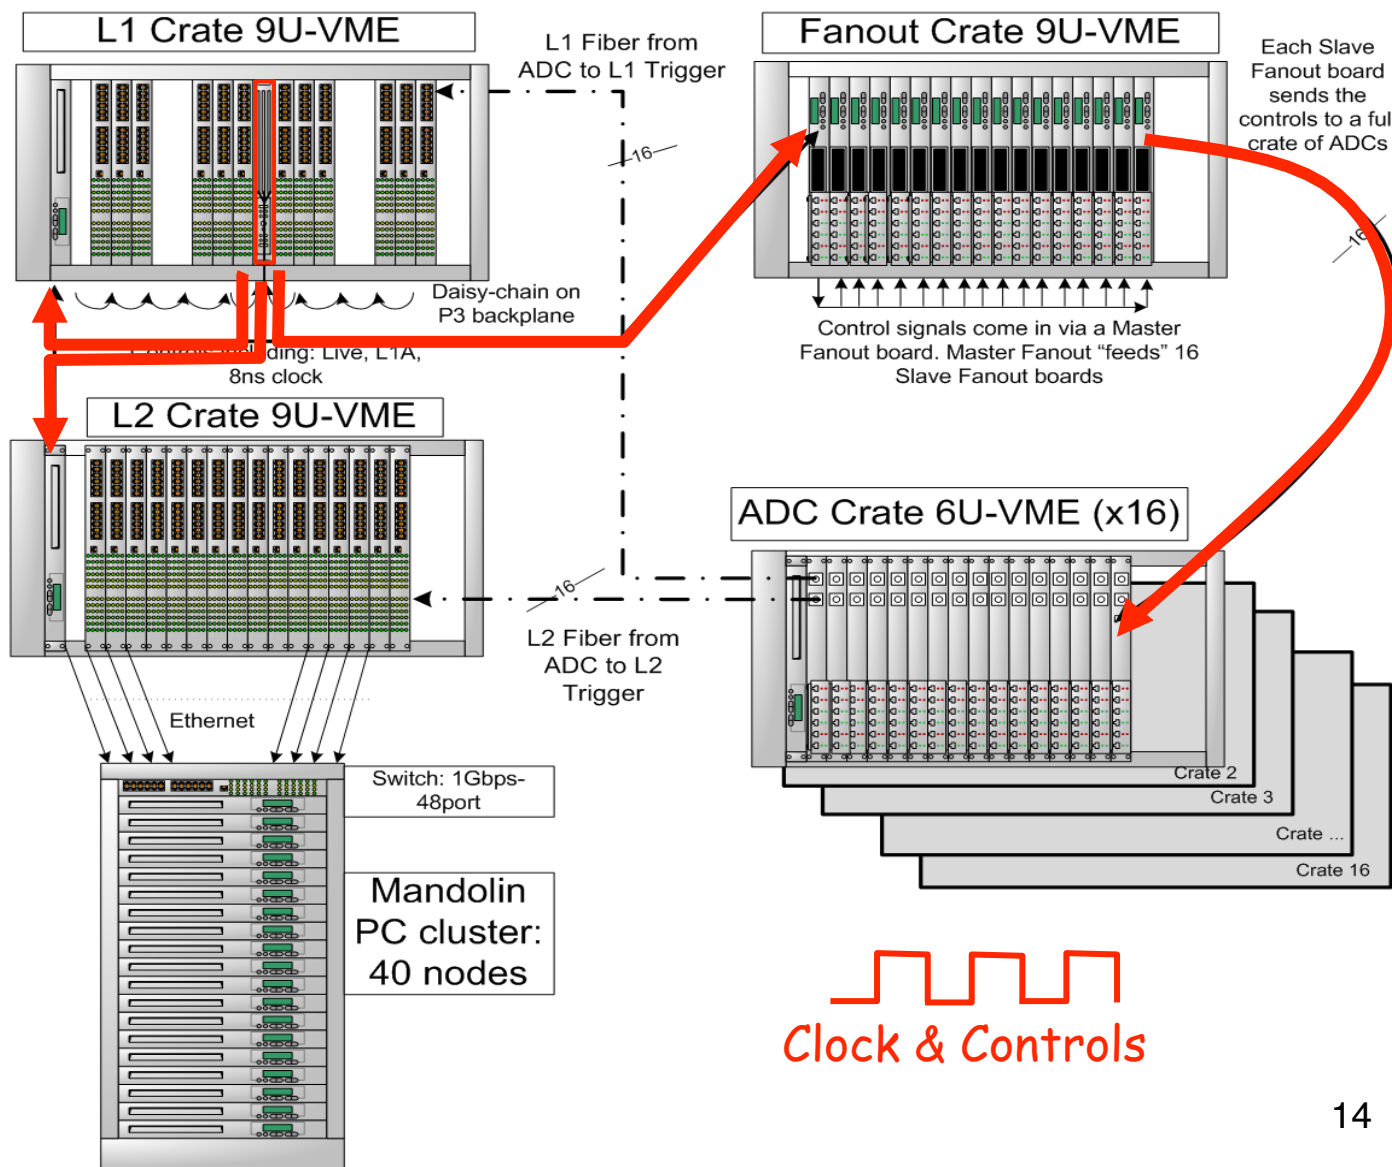 L1 Crate 9U-VME
L1 Fiber from
ADC to L1 Trigger
Fanout Crate 9U-VME
Each Slave
Fanout board
sends the
controls to a full
crate of ADCs
16
16
Daisy-chain on
P3 backplane
Live, L1A,
8ns clock
Control signals come in via a Master
Fanout board. Master Fanout “feeds” 16
Slave Fanout boards
L2 Crate 9U-VME
ADC Crate 6U-VME (x16)
16
L2 Fiber from
ADC to L2
Trigger
Ethernet
Switch: 1Gbps-
48port
Crate 2
Crate 3
Crate ...
Crate 16
Mandolin
PC cluster:
40 nodes
Clock & Controls
14